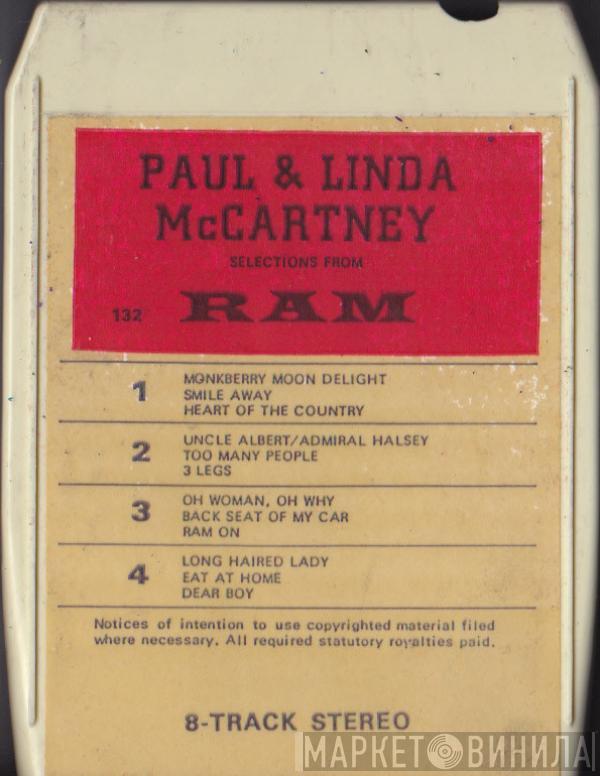 PAUL & LINDA
McCARTNEY
SELECTIONS FROM
132 RAM
1 MONKBERRY MOON DELIGHT
SMILE AWAY
HEART OF THE COUNTRY
2 UNCLE ALBERT/ADMIRAL HALSEY
TOO MANY PEOPLE
3 LEGS
3 OH WOMAN, OH WHY
BACK SEAT OF MY CAR
RAM ON
4 LONG HAIRED LADY
EAT AT HOME
DEAR BOY
Notices of intention to use copyrighted material filed
where necessary. All required statutory royalties paid.
8-TRACK STEREO
МАРКЕТ ВИНИЛА